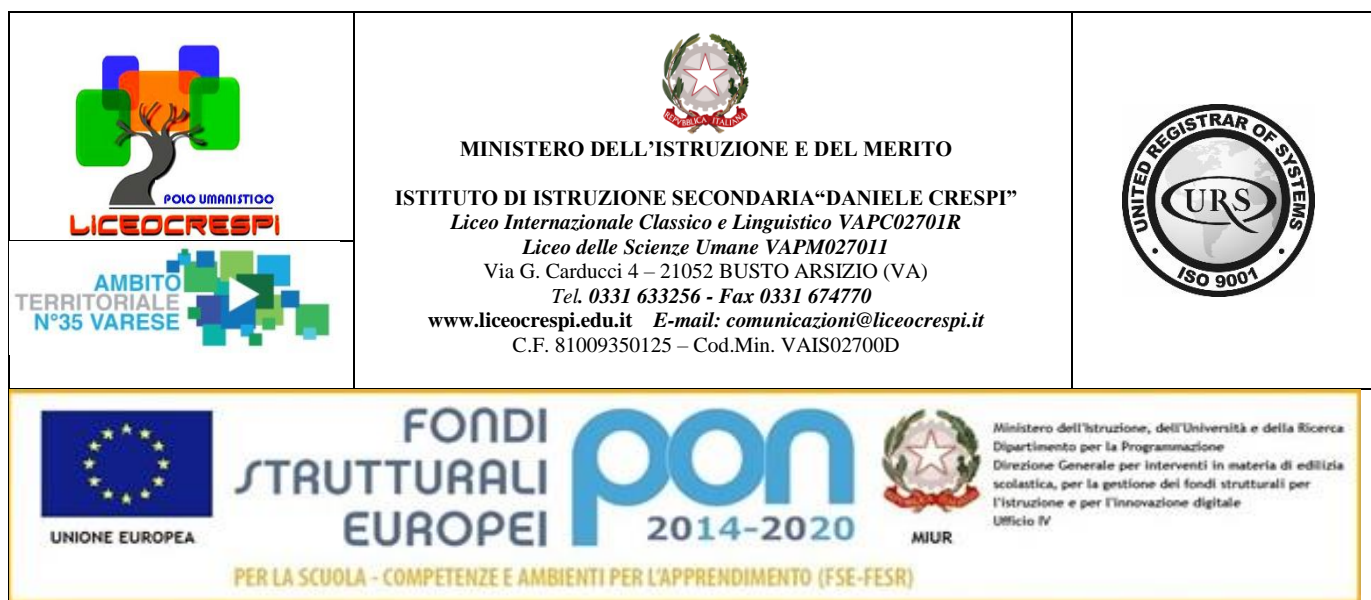 POLO UMANISTICO
LICEOCRESPI
AMBITO
TERRITORIALE
N°35 VARESE
REPVBBLICA ITALIANA
MINISTERO DELL’ISTRUZIONE E DEL MERITO
ISTITUTO DI ISTRUZIONE SECONDARIA“DANIELE CRESPI”
Liceo Internazionale Classico e Linguistico VAPC02701R
Liceo delle Scienze Umane VAPM027011
Via G. Carducci 4 – 21052 BUSTO ARSIZIO (VA)
Tel. 0331 633256 - Fax 0331 674770
www.liceocrespi.edu.it E-mail: comunicazioni@liceocrespi.it
C.F. 81009350125 – Cod.Min. VAIS02700D
UNITED REGISTRAR OF SYSTEMS
URS
ISO 9001
UNIONE EUROPEA
FONDI
STRUTTURALI
EUROPEI
pon
2014-2020
MIUR
Ministero dell'Istruzione, dell'Università e della Ricerca
Dipartimento per la Programmazione
Direzione Generale per interventi in materia di edilizia
scolastica, per la gestione dei fondi strutturali per
l'istruzione e per l'innovazione digitale
Ufficio IV
PER LA SCUOLA - COMPETENZE E AMBIENTI PER L'APPRENDIMENTO (FSE-FESR)